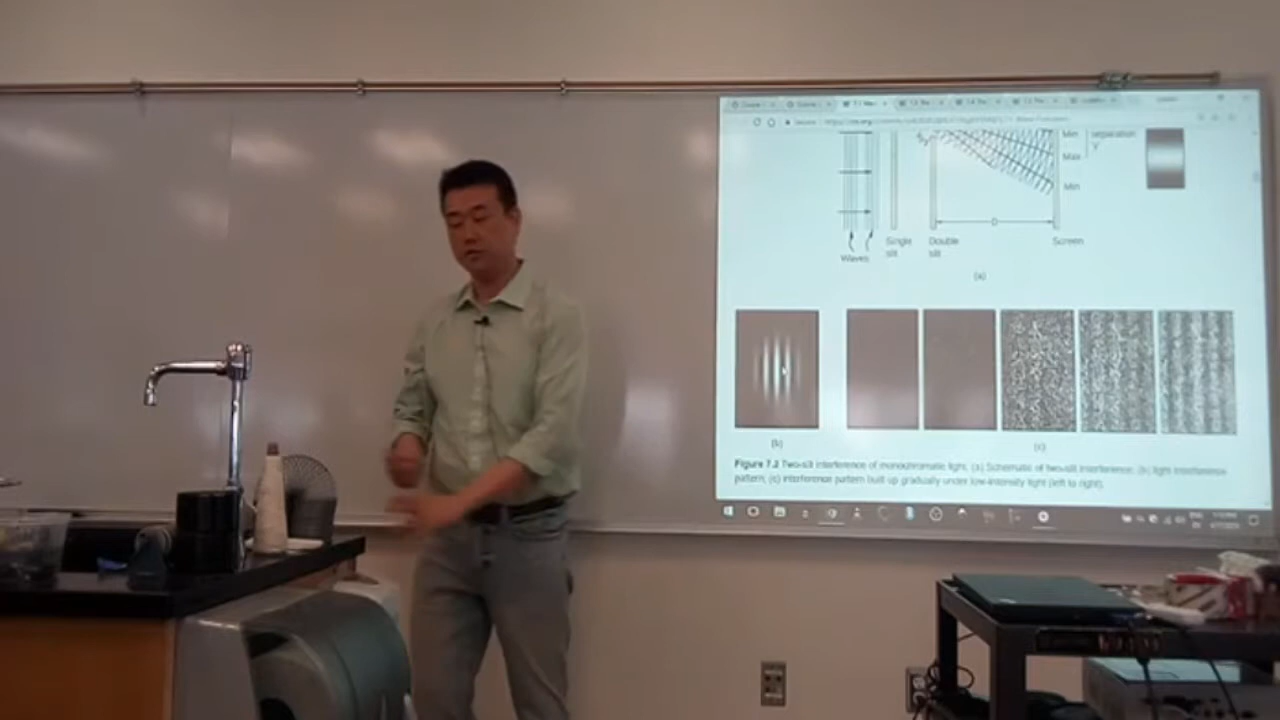 Min
separation
Y
Max
Min
D
Waves
Single
slit
Double
slit
Screen
(a)
(b)
(c)
Figure 7.2 Two-slit interference of monochromatic light. (a) Schematic of two-slit interference; (b) light interference
pattern; (c) interference pattern built up gradually under low-intensity light (left to right).